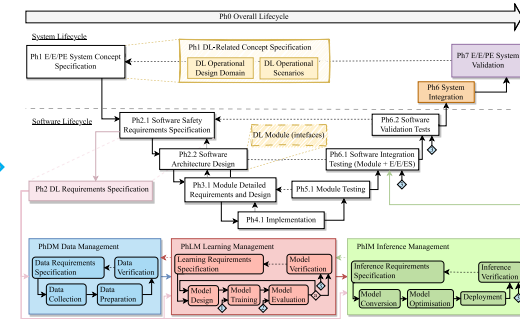 Ph0 Overall Lifecycle
System Lifecycle
Ph1 E/E/PE System Concept
Specification
Ph1 DL-Related Concept Specification
DL Operational
Design Domain
DL Operational
Scenarios
Ph7 E/E/PE System
Validation
Ph6 System
Integration
Software Lifecycle
Ph2.1 Software Safety
Requirements Specification
Ph6.2 Software
Validation Tests
DL Module (intefaces)
Ph2.2 Software
Architecture Design
Ph6.1 Software Integration
Testing (Module + E/E/ES)
Ph2 DL Requirements Specification
Ph3.1 Module Detailed
Requirements and Design
Ph5.1 Module Testing
Ph4.1 Implementation
PhDM Data Management
Data Requirements
Specification
Data
Verification
Data
Collection
Data
Preparation
PhLM Learning Management
Learning Requirements
Specification
Model
Verification
Model
Design
Model
Training
Model
Evaluation
PhIM Inference Management
Inference Requirements
Specification
Inference
Verification
Model
Conversion
Model
Optimisation
Deployment